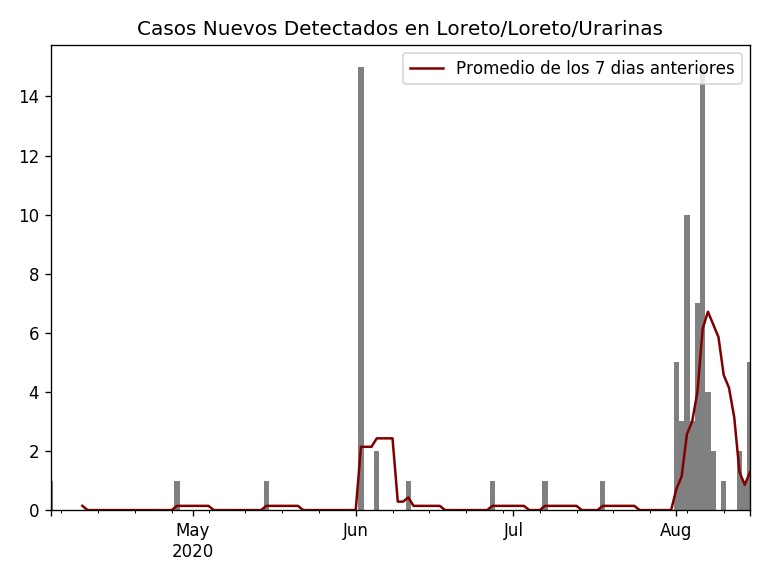 Casos Nuevos Detectados en Loreto/Loreto/Urarinas
Promedio de los 7 dias anteriores
14
12
10
8
6
4
2
0
May
2020
Jun
Jul
Aug